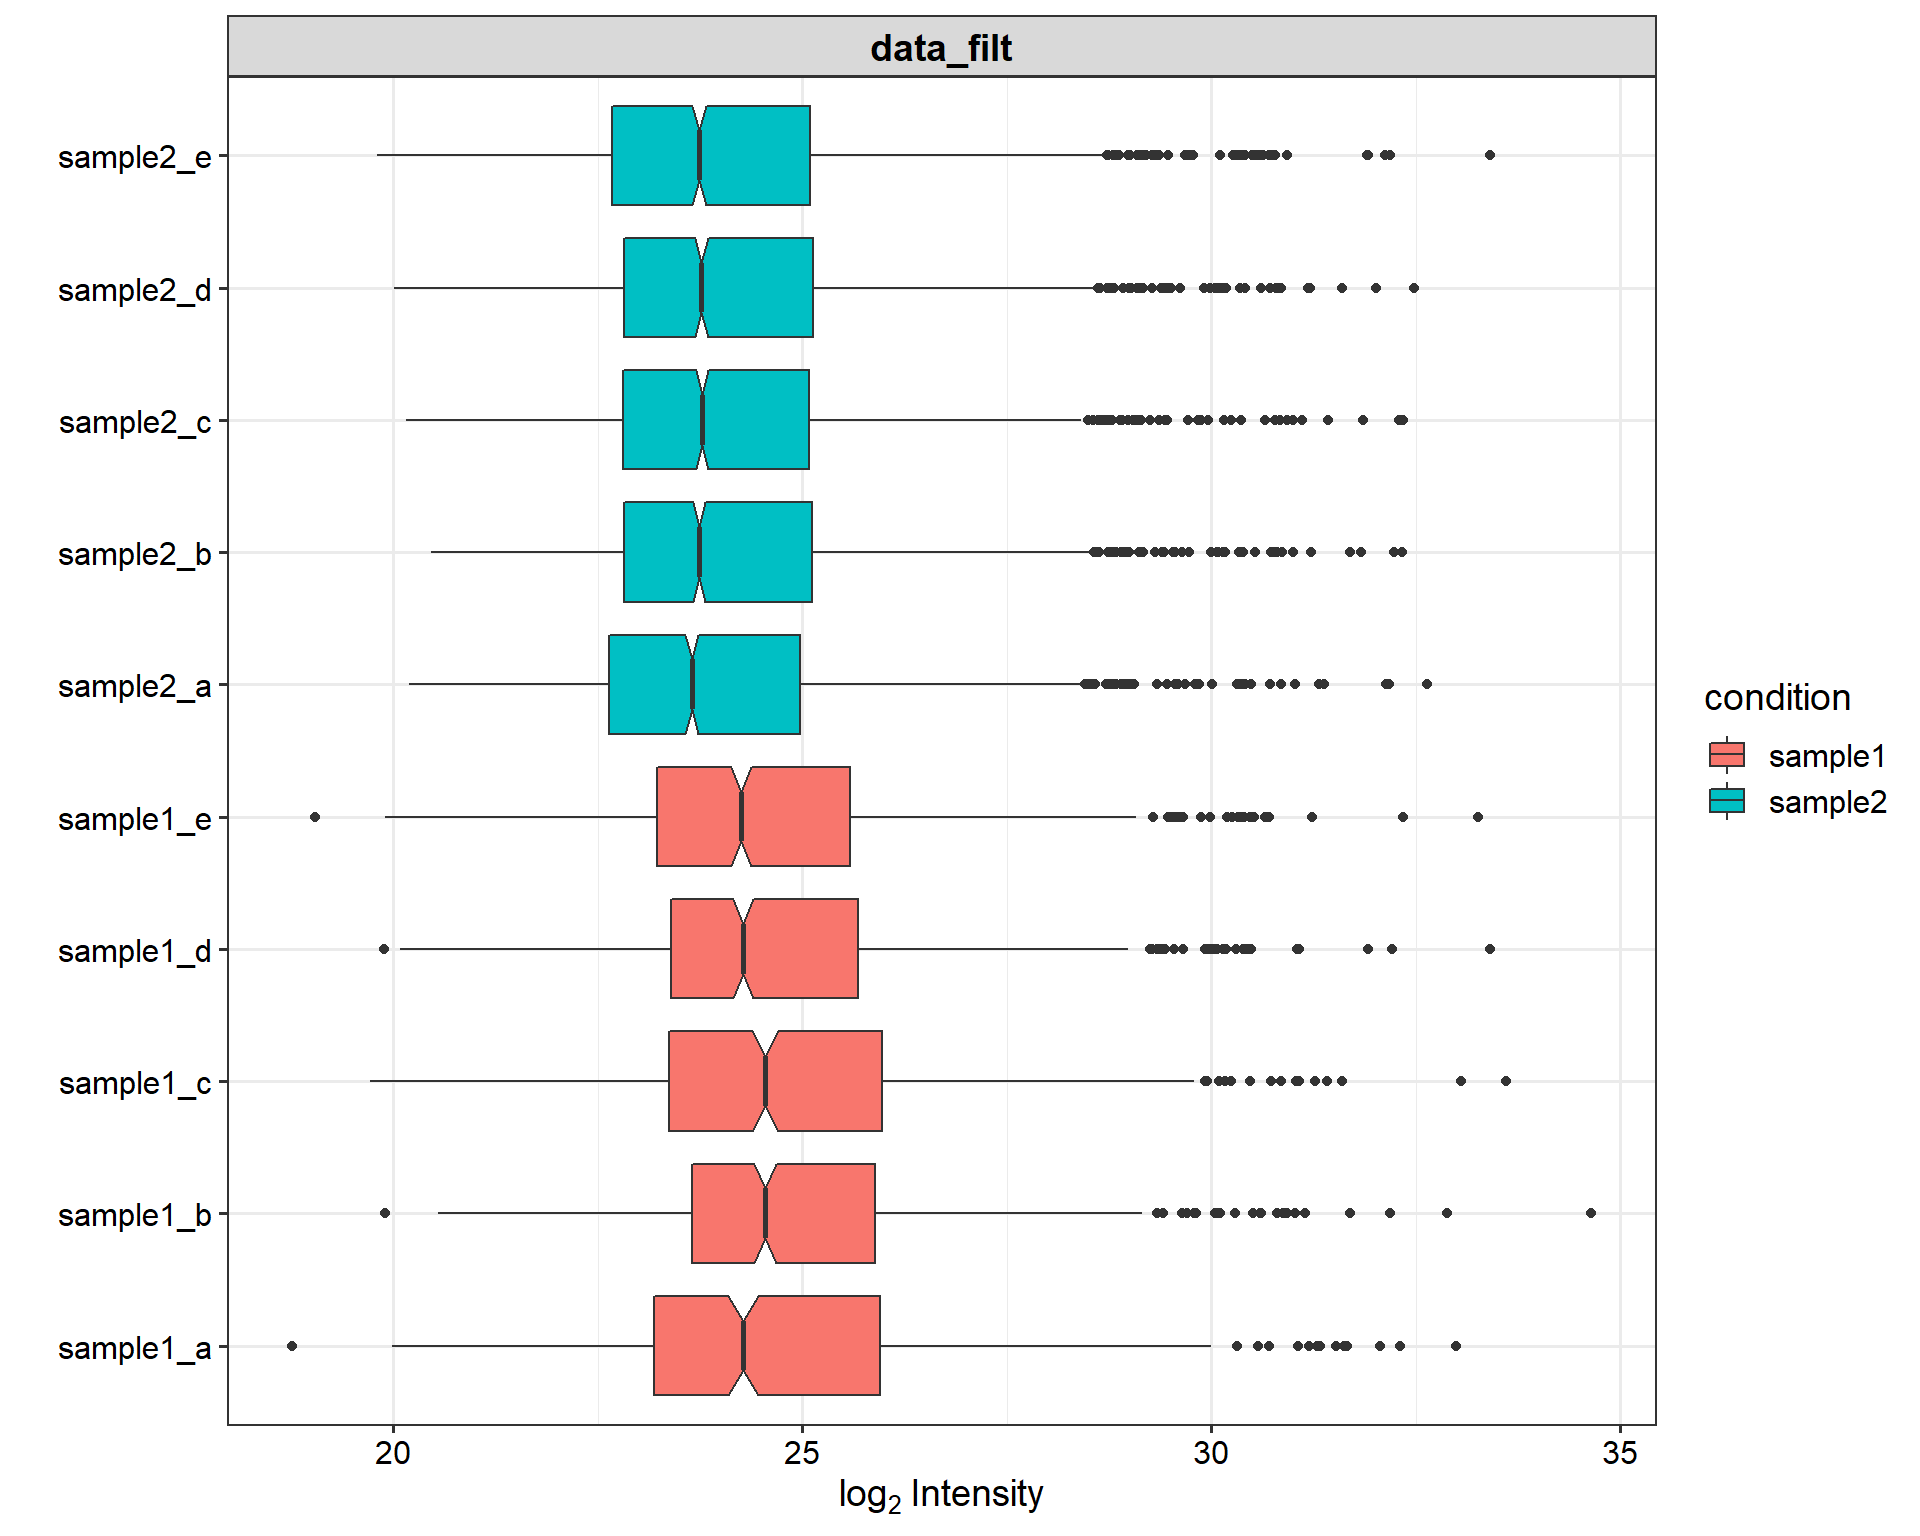 data_filt
sample2_e
sample2_d
sample2_c
sample2_b
sample2_a
sample1_e
sample1_d
sample1_c
sample1_b
sample1_a
20 25 30 35
log₂ Intensity
condition
sample1
sample2